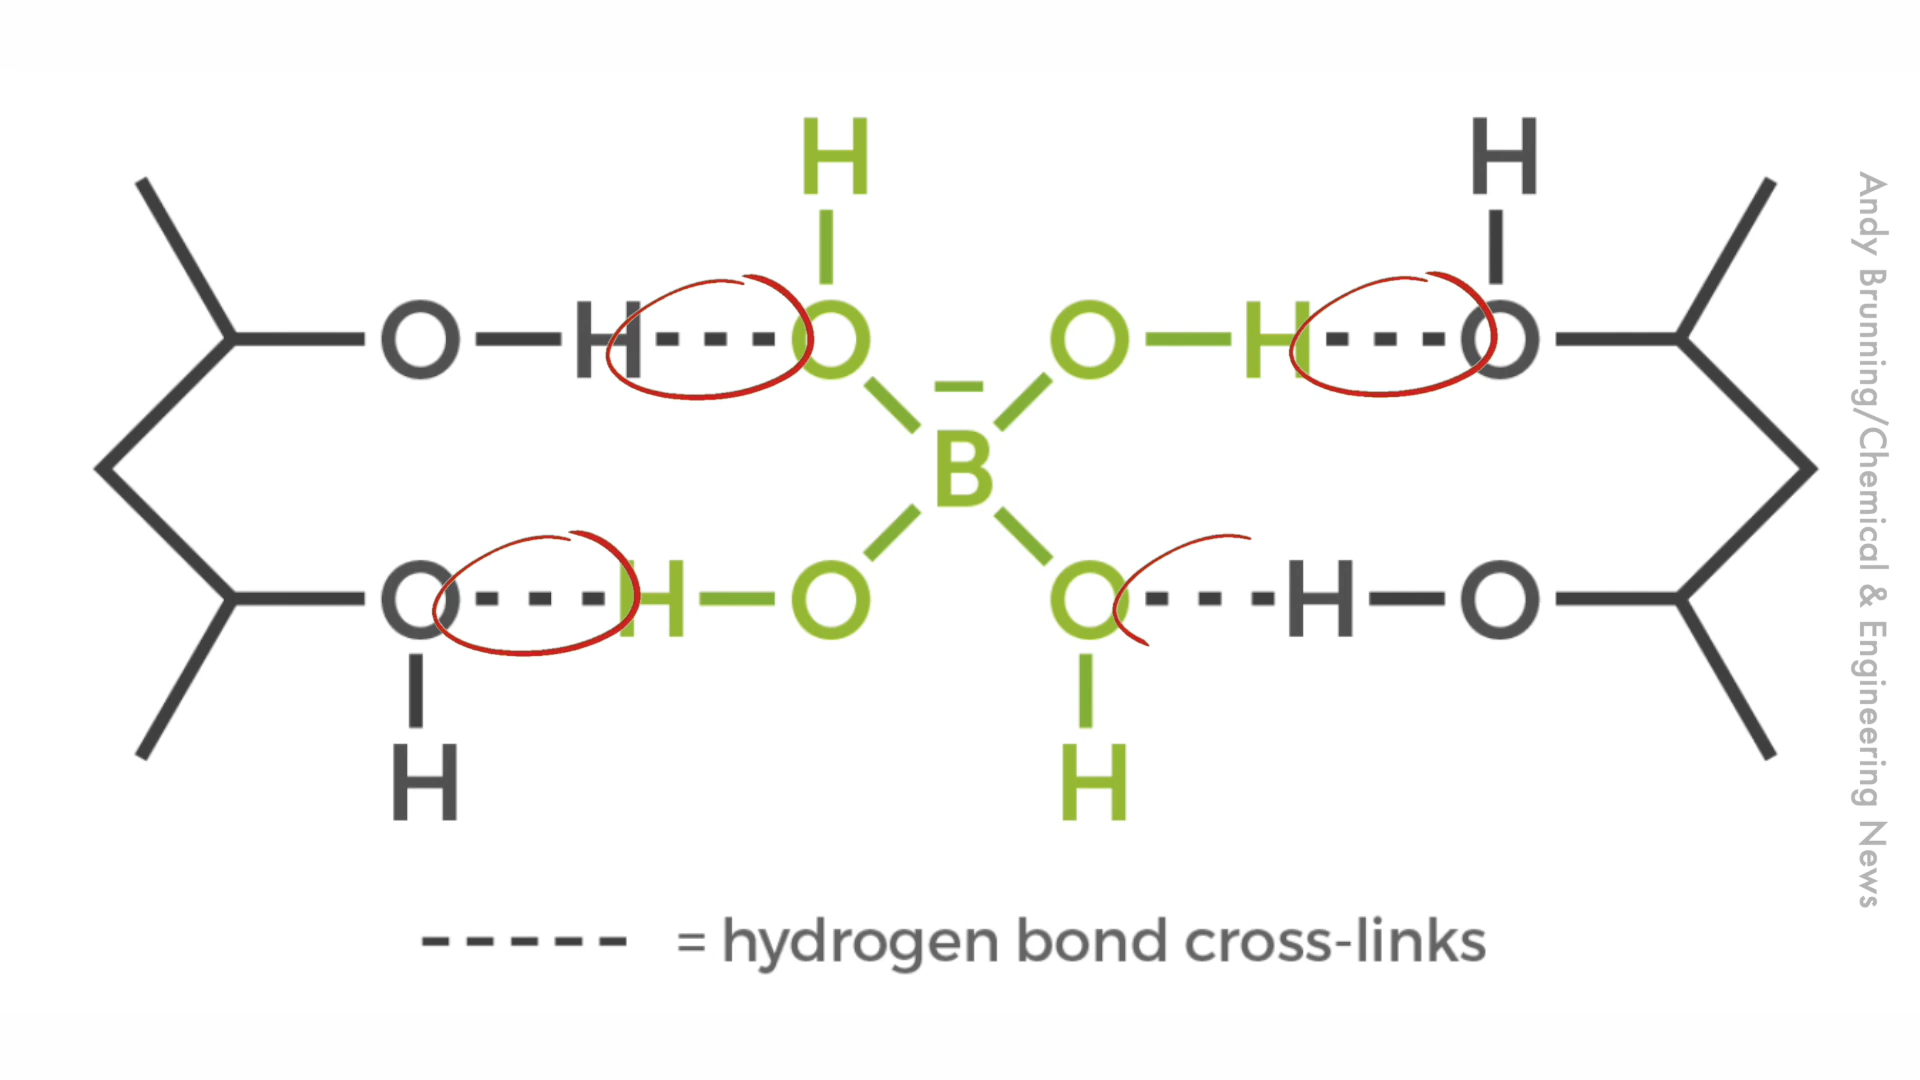 H H
O H O O H O
B
O H O O H O
H H
= hydrogen bond cross-links
Andy Brunning/Chemical & Engineering News